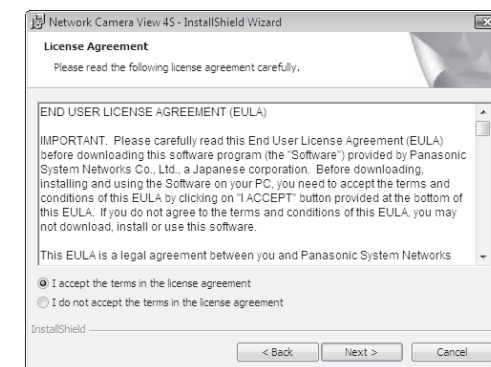 Network Camera View 4S - InstallShield Wizard
License Agreement
Please read the following license agreement carefully.
END USER LICENSE AGREEMENT (EULA)
IMPORTANT. Please carefully read this End User License Agreement (EULA)
before downloading this software program (the "Software") provided by Panasonic
System Networks Co., Ltd., a Japanese corporation. Before downloading,
installing and using the Software on your PC, you need to accept the terms and
conditions of this EULA by clicking on "I ACCEPT" button provided at the bottom of
this EULA. If you do not agree to the terms and conditions of this EULA, you may
not download, install or use this software.
This EULA is a legal agreement between you and Panasonic System Networks
I accept the terms in the license agreement
I do not accept the terms in the license agreement
InstallShield
< Back
Next >
Cancel